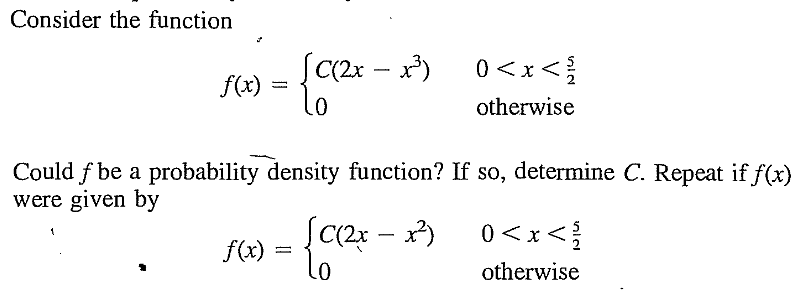 Consider the function
f(x) = { C(2x − x³)    0 < x < 5/2
0    otherwise
Could f be a probability density function? If so, determine C. Repeat if f(x)
were given by
f(x) = { C(2x − x²)    0 < x < 5/2
0    otherwise